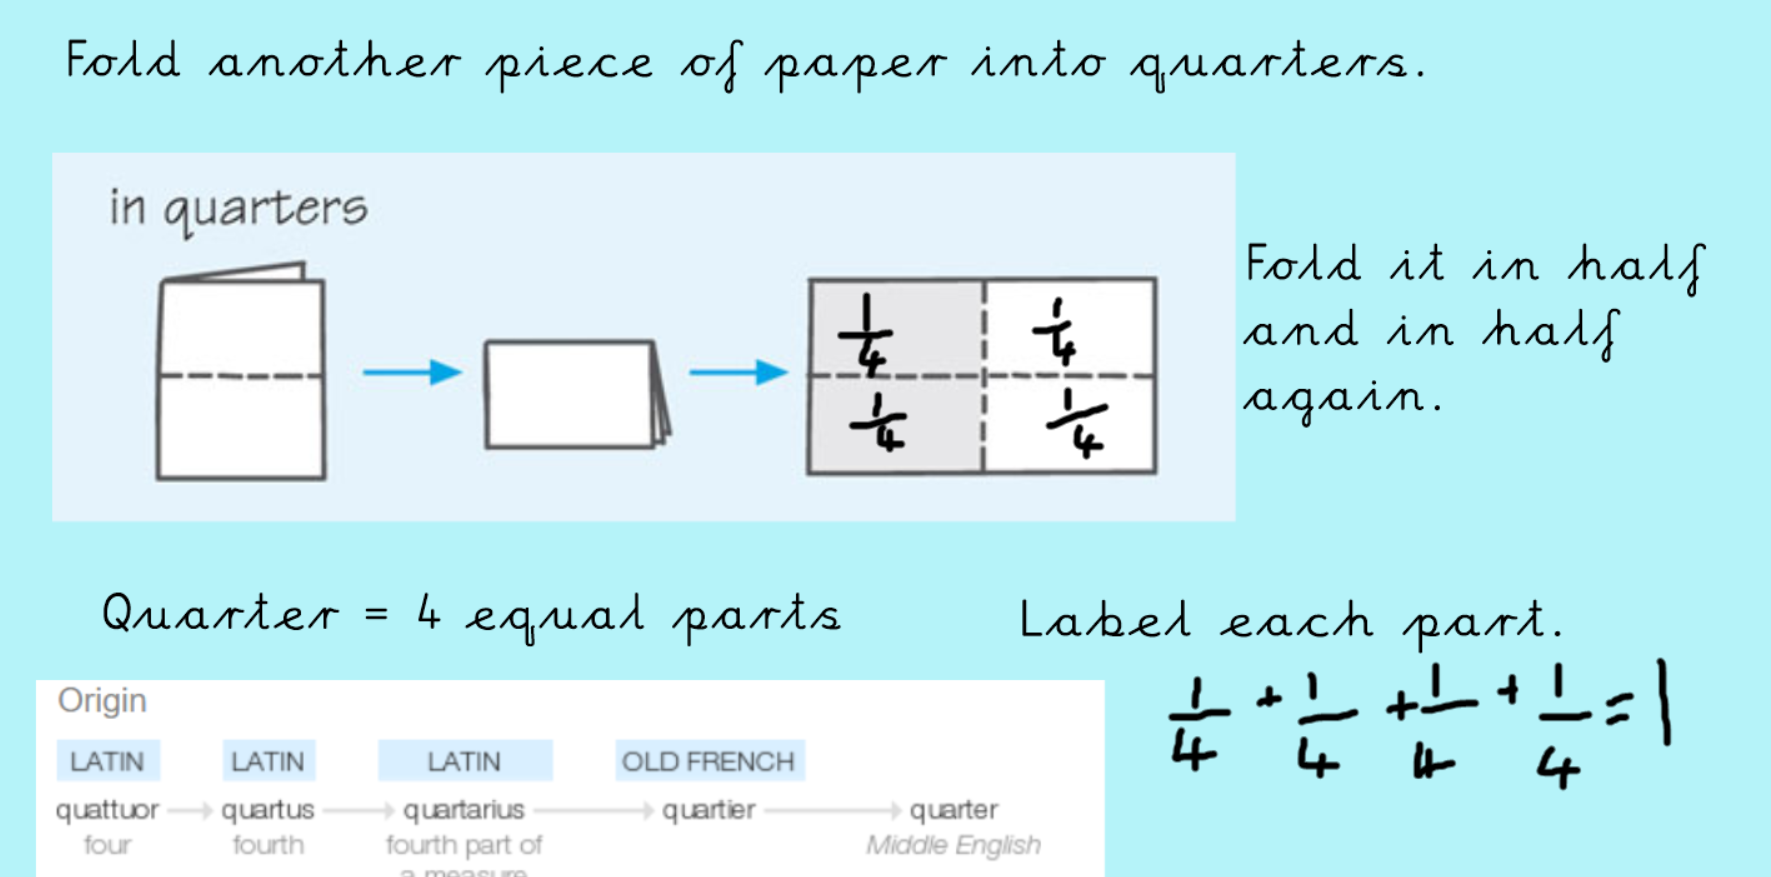 Fold another piece of paper into quarters.
in quarters
1/4 1/4
1/4 1/4
Fold it in half
and in half
again.
Quarter = 4 equal parts
Label each part.
1/4 + 1/4 + 1/4 + 1/4 = 1
Origin
LATIN LATIN LATIN OLD FRENCH
quattuor quartus quartarius quartier quarter
four fourth fourth part of Middle English
a measure